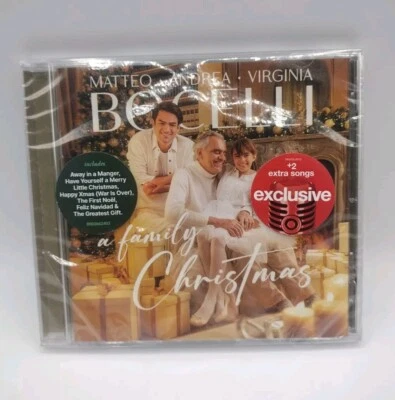 MATTEO • ANDREA • VIRGINIA
BOCELLI
includes
Away in a Manger,
Have Yourself a Merry
Little Christmas,
Happy Xmas (War Is Over),
The First Noël,
Feliz Navidad &
The Greatest Gift.
+2
extra songs
exclusive
a family
Christmas